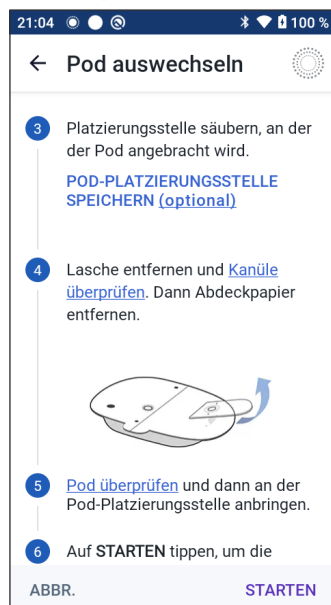 21:04 100 %
Pod auswechseln
3 Platzierungsstelle säubern, an der
der Pod angebracht wird.
POD-PLATZIERUNGSSTELLE
SPEICHERN (optional)
4 Lasche entfernen und Kanüle
überprüfen. Dann Abdeckpapier
entfernen.
5 Pod überprüfen und dann an der
Pod-Platzierungsstelle anbringen.
6 Auf STARTEN tippen, um die
ABBR. STARTEN